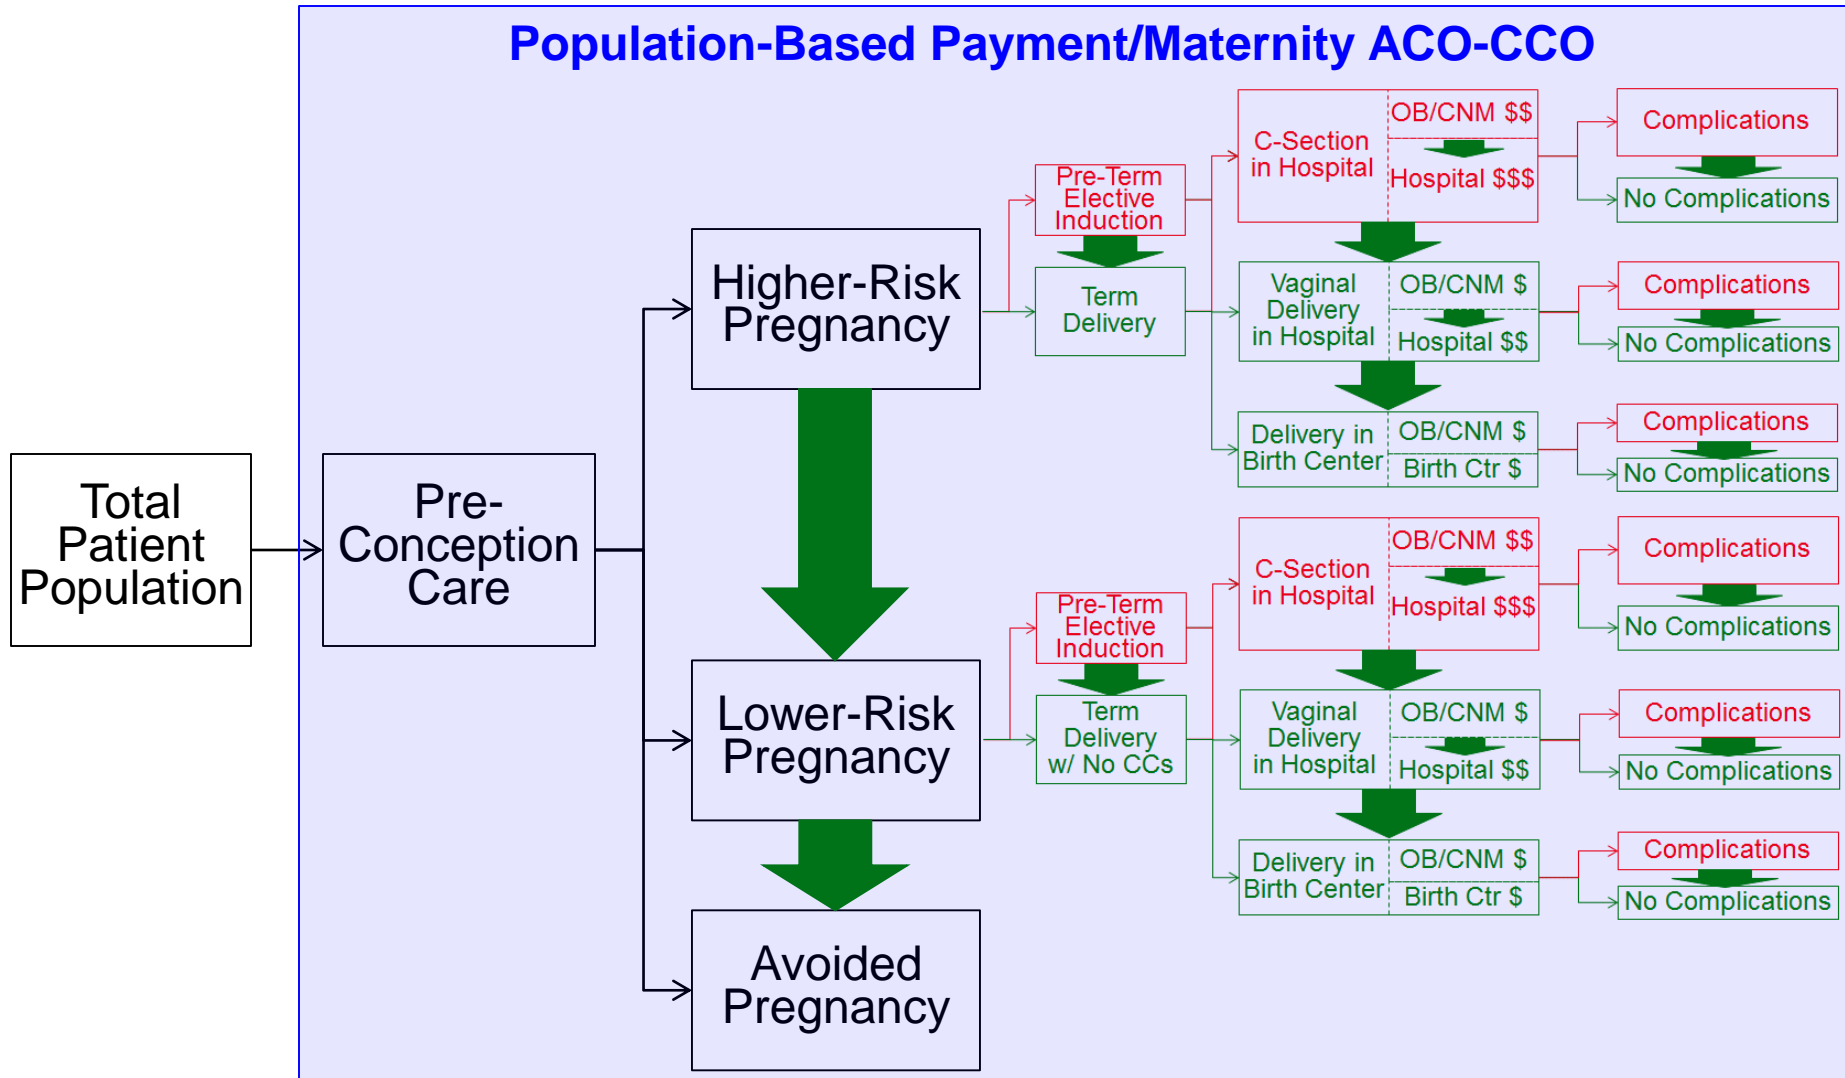 Population-Based Payment/Maternity ACO-CCO
Total
Patient
Population
Pre-
Conception
Care
Higher-Risk
Pregnancy
Lower-Risk
Pregnancy
Avoided
Pregnancy
Pre-Term
Elective
Induction
Term
Delivery
C-Section
in Hospital
OB/CNM $$
Hospital $$$
Complications
No Complications
Vaginal
Delivery
in Hospital
OB/CNM $
Hospital $$
Complications
No Complications
Delivery in
Birth Center
OB/CNM $
Birth Ctr $
Complications
No Complications
Pre-Term
Elective
Induction
Term
Delivery
w/ No CCs
C-Section
in Hospital
OB/CNM $$
Hospital $$$
Complications
No Complications
Vaginal
Delivery
in Hospital
OB/CNM $
Hospital $$
Complications
No Complications
Delivery in
Birth Center
OB/CNM $
Birth Ctr $
Complications
No Complications